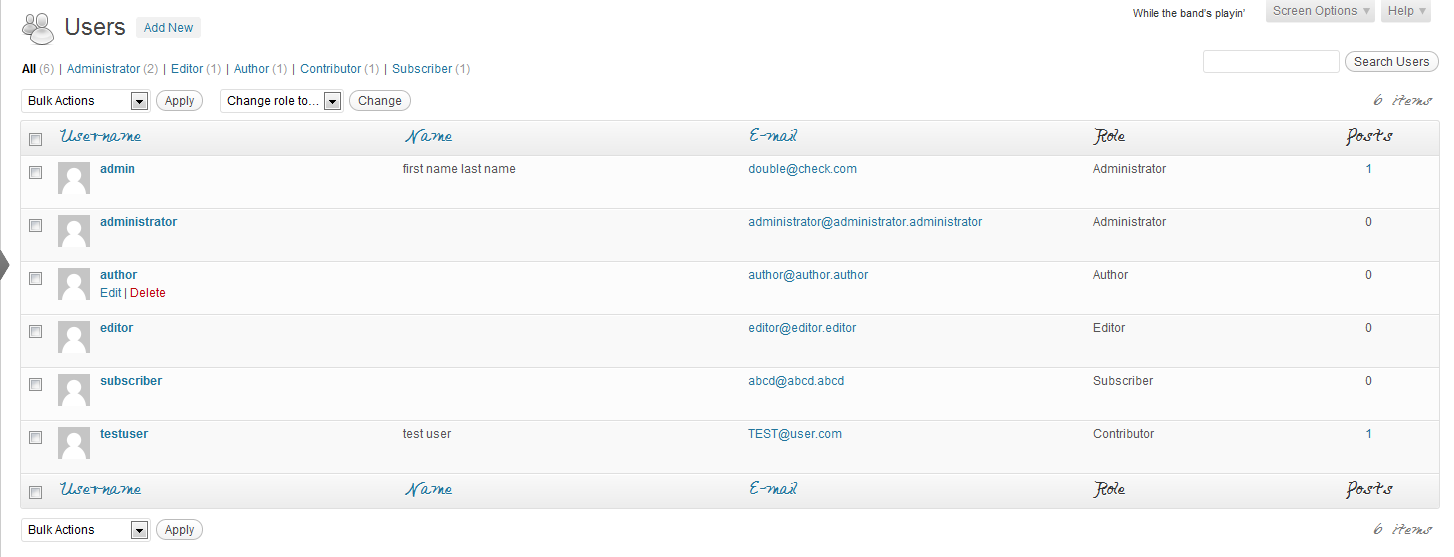 While the band's playin' Screen Options Help
Users Add New
All (6) | Administrator (2) | Editor (1) | Author (1) | Contributor (1) | Subscriber (1) Search Users
Bulk Actions Apply Change role to... Change 6 items
Username Name E-mail Role Posts
admin first name last name double@check.com Administrator 1
administrator administrator@administrator.administrator Administrator 0
author author@author.author Author 0
Edit | Delete
editor editor@editor.editor Editor 0
subscriber abcd@abcd.abcd Subscriber 0
testuser test user TEST@user.com Contributor 1
Username Name E-mail Role Posts
Bulk Actions Apply 6 items